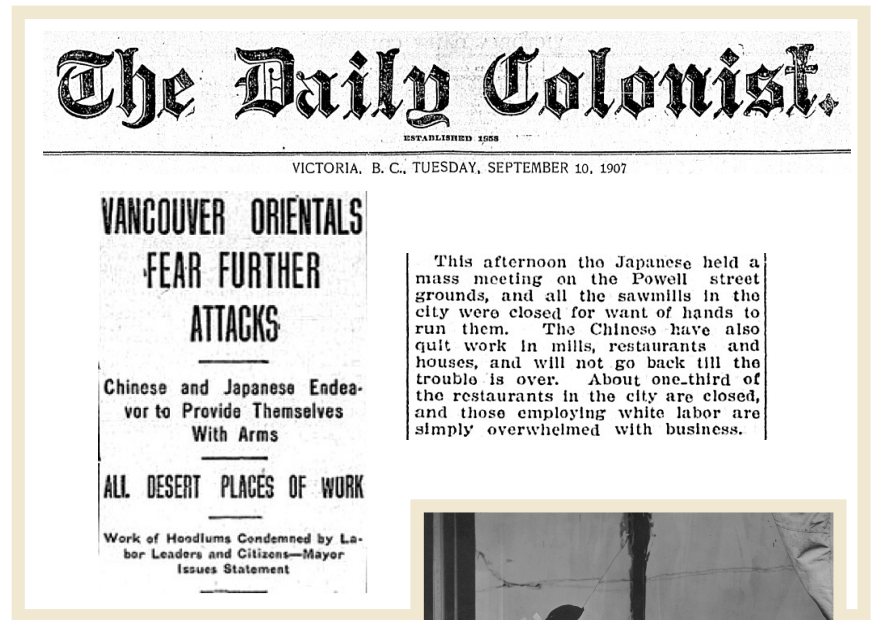 The Daily Colonist.
ESTABLISHED 1858
VICTORIA, B. C., TUESDAY, SEPTEMBER 10, 1907
VANCOUVER ORIENTALS
FEAR FURTHER
ATTACKS
Chinese and Japanese Endea-
vor to Provide Themselves
With Arms
ALL DESERT PLACES OF WORK
Work of Hoodlums Condemned by La-
bor Leaders and Citizens—Mayor
Issues Statement
This afternoon the Japanese held a
mass meeting on the Powell street
grounds, and all the sawmills in the
city were closed for want of hands to
run them. The Chinese have also
quit work in mills, restaurants and
houses, and will not go back till the
trouble is over. About one-third of
the restaurants in the city are closed,
and those employing white labor are
simply overwhelmed with business.